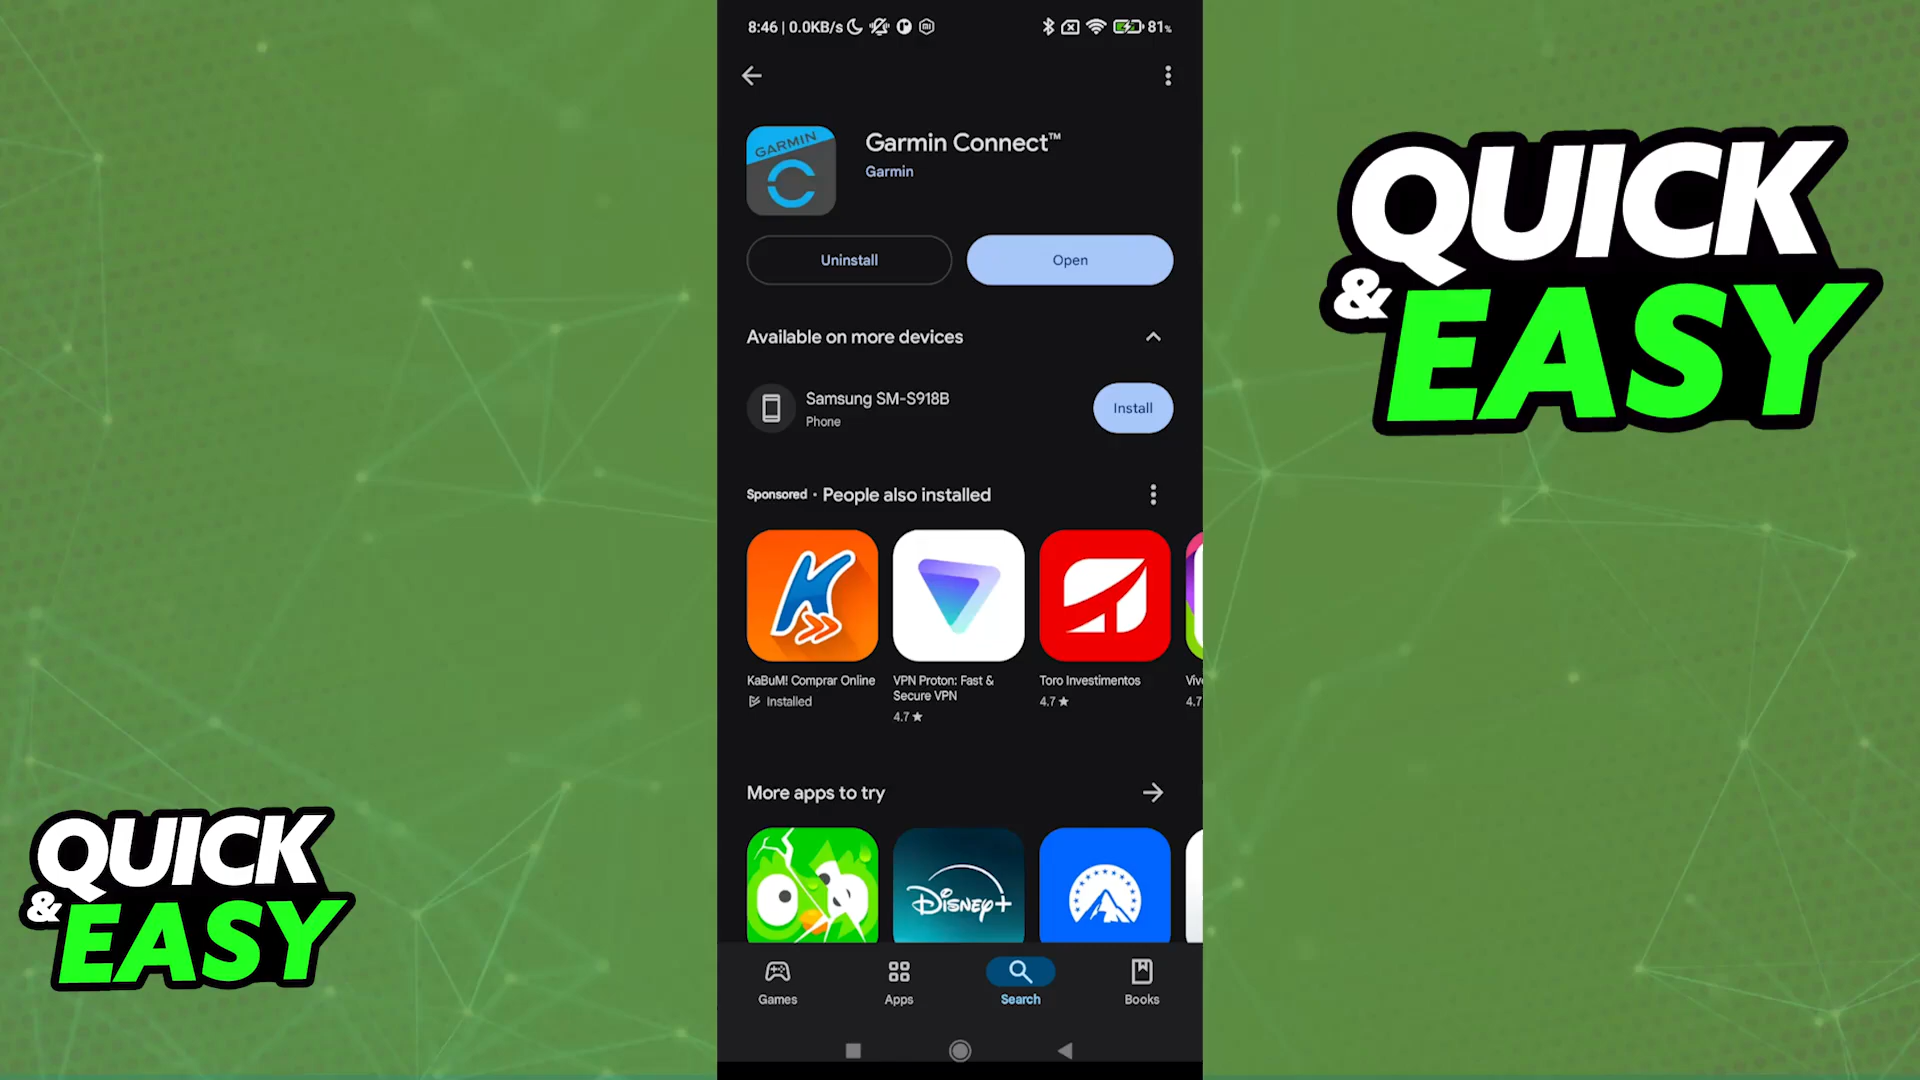 8:46 | 0.0KB/s
81%
GARMIN
Garmin Connect™
Garmin
Uninstall
Open
Available on more devices
Samsung SM-S918B
Phone
Install
Sponsored · People also installed
K
KaBuM! Comprar Online
Installed
VPN Proton: Fast &
Secure VPN
4.7★
Toro Investimentos
4.7★
Viv
4.7
More apps to try
Disney+
Games
Apps
Search
Books
QUICK
& EASY
QUICK
& EASY